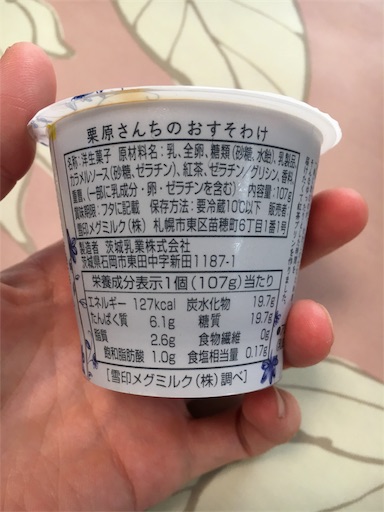 栗原さんちのおすそわけ
名称:洋生菓子 原材料名:乳、全卵、糖類(砂糖、水飴)、乳製品、
カラメルソース(砂糖、ゼラチン)、紅茶、ゼラチン/グリシン、香料、
重曹、(一部に乳成分・卵・ゼラチンを含む) 内容量:107g
賞味期限:フタに記載 保存方法:要冷蔵10℃以下 販売者:
雪印メグミルク(株) 札幌市東区苗穂町6丁目1番1号
製造者 茨城乳業株式会社
茨城県石岡市東田中字新田1187-1
栄養成分表示1個(107g)当たり
エネルギー 127kcal 炭水化物 19.7g
たんぱく質 6.1g 糖質 19.7g
脂質 2.6g 食物繊維 0g
飽和脂肪酸 1.0g 食塩相当量 0.17g
[雪印メグミルク(株)調べ]